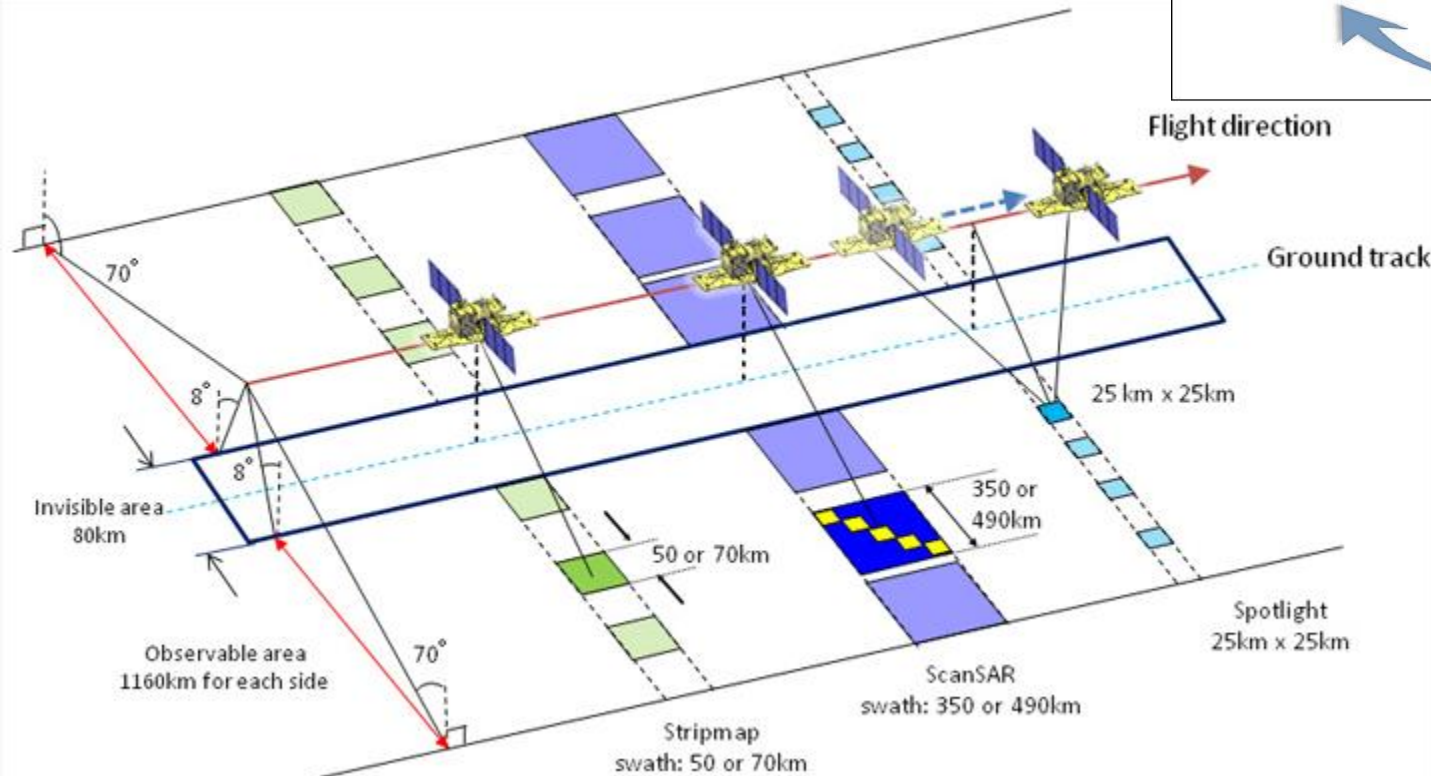 Flight direction
70°
Ground track
8°
25 km x 25km
8°
Invisible area
80km
350 or
490km
50 or 70km
Spotlight
25km x 25km
Observable area
1160km for each side
70°
ScanSAR
swath: 350 or 490km
Stripmap
swath: 50 or 70km